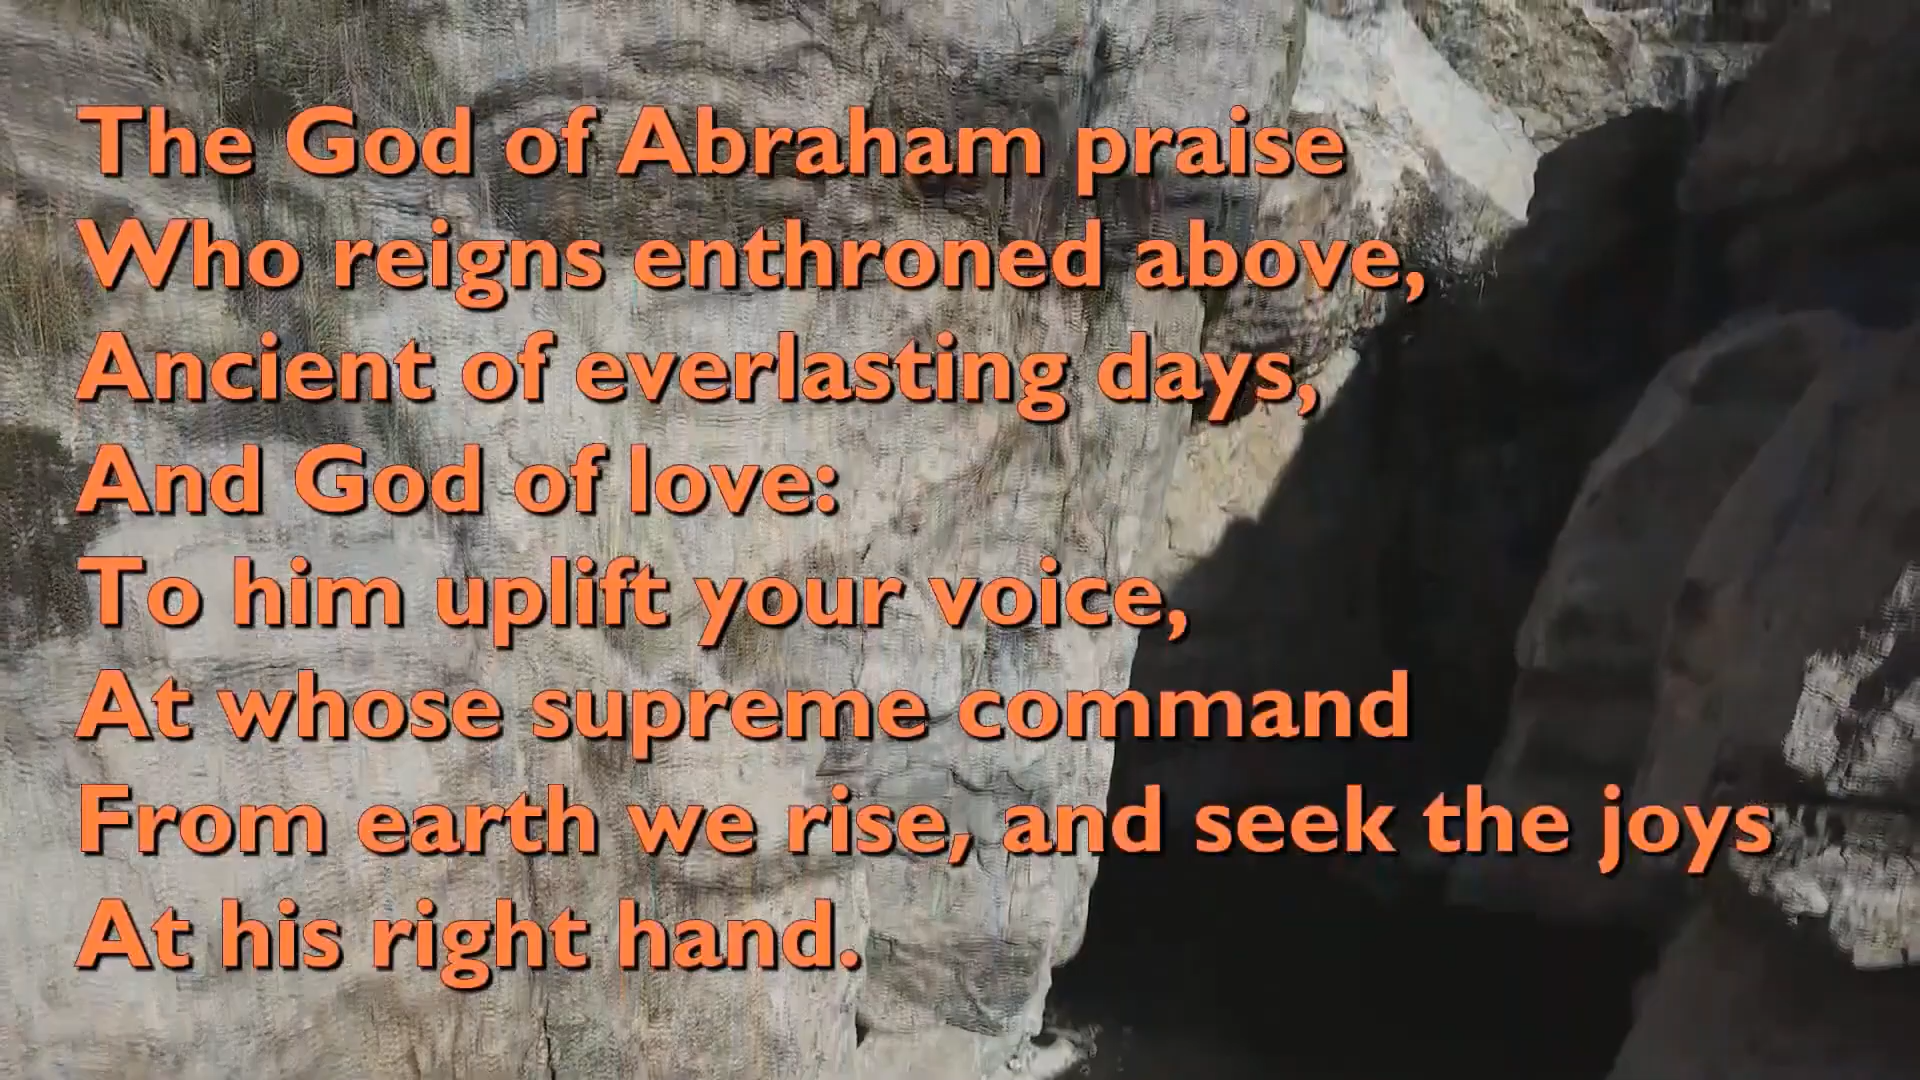 The God of Abraham praise
Who reigns enthroned above,
Ancient of everlasting days,
And God of love:
To him uplift your voice,
At whose supreme command
From earth we rise, and seek the joys
At his right hand.